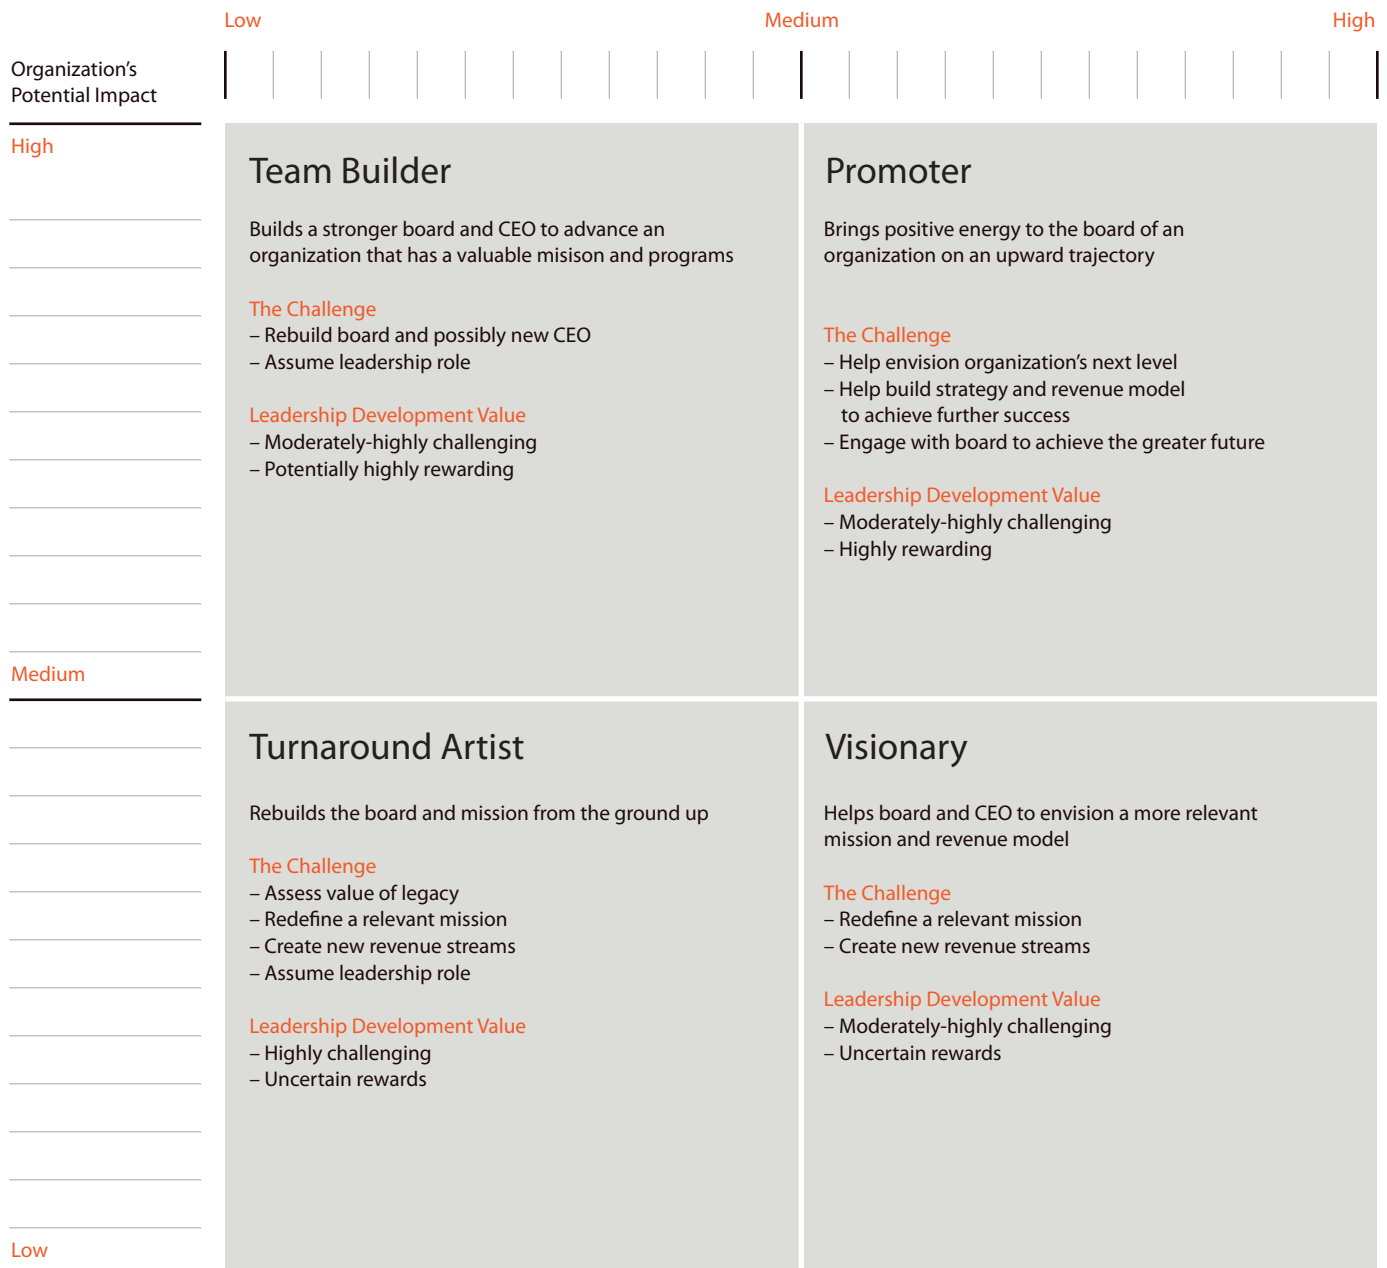 Low
Medium
High
Organization’s
Potential Impact
High
Medium
Low
Team Builder
Builds a stronger board and CEO to advance an
organization that has a valuable misison and programs
The Challenge
– Rebuild board and possibly new CEO
– Assume leadership role
Leadership Development Value
– Moderately-highly challenging
– Potentially highly rewarding
Promoter
Brings positive energy to the board of an
organization on an upward trajectory
The Challenge
– Help envision organization’s next level
– Help build strategy and revenue model
to achieve further success
– Engage with board to achieve the greater future
Leadership Development Value
– Moderately-highly challenging
– Highly rewarding
Turnaround Artist
Rebuilds the board and mission from the ground up
The Challenge
– Assess value of legacy
– Redefine a relevant mission
– Create new revenue streams
– Assume leadership role
Leadership Development Value
– Highly challenging
– Uncertain rewards
Visionary
Helps board and CEO to envision a more relevant
mission and revenue model
The Challenge
– Redefine a relevant mission
– Create new revenue streams
Leadership Development Value
– Moderately-highly challenging
– Uncertain rewards